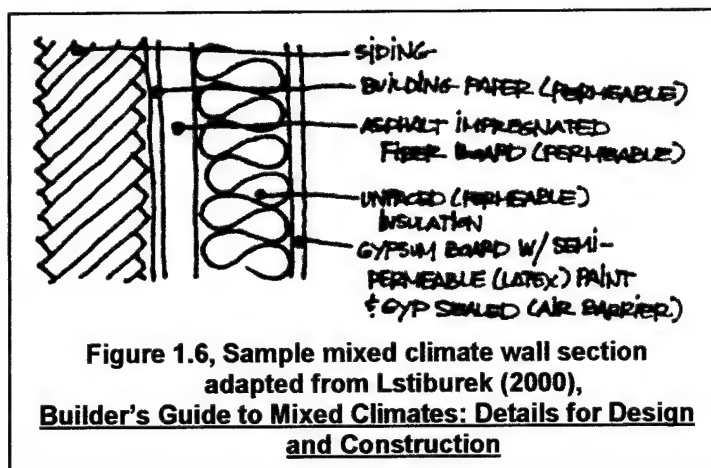 SIDING
BUILDING PAPER (PERMEABLE)
ASPHALT IMPREGNATED
FIBER BOARD (PERMEABLE)
UNFACED (PERMEABLE)
INSULATION
GYPSUM BOARD W/ SEMI-
PERMEABLE (LATEX) PAINT
& GYP SEALED (AIR BARRIER)
Figure 1.6, Sample mixed climate wall section
adapted from Lstiburek (2000),
Builder's Guide to Mixed Climates: Details for Design
and Construction